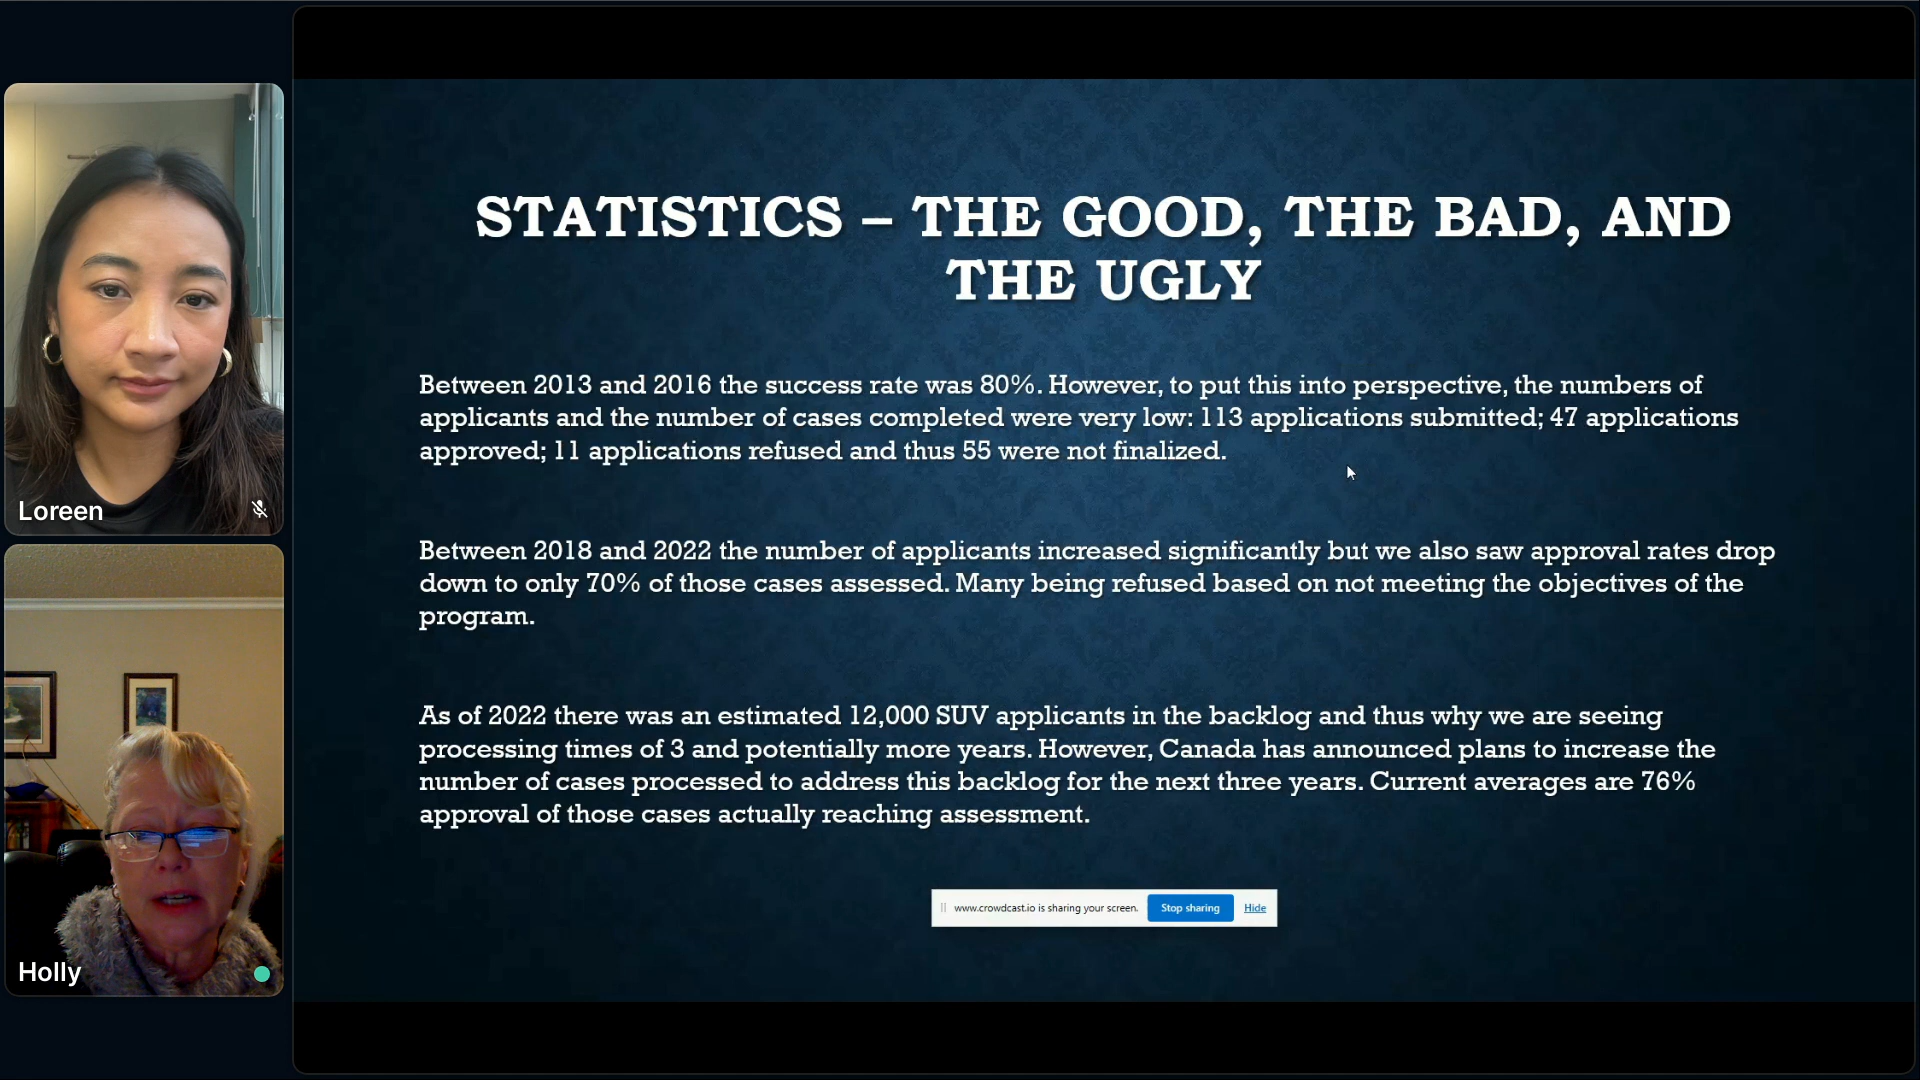 STATISTICS – THE GOOD, THE BAD, AND
THE UGLY
Between 2013 and 2016 the success rate was 80%. However, to put this into perspective, the numbers of
applicants and the number of cases completed were very low: 113 applications submitted; 47 applications
approved; 11 applications refused and thus 55 were not finalized.
Between 2018 and 2022 the number of applicants increased significantly but we also saw approval rates drop
down to only 70% of those cases assessed. Many being refused based on not meeting the objectives of the
program.
As of 2022 there was an estimated 12,000 SUV applicants in the backlog and thus why we are seeing
processing times of 3 and potentially more years. However, Canada has announced plans to increase the
number of cases processed to address this backlog for the next three years. Current averages are 76%
approval of those cases actually reaching assessment.
www.crowdcast.io is sharing your screen. Stop sharing Hide
Loreen
Holly